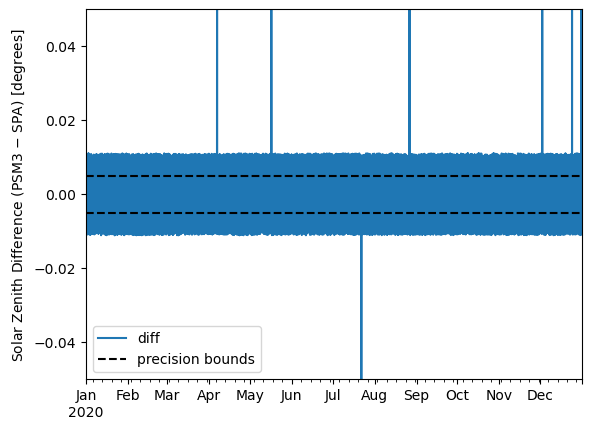 Solar Zenith Difference (PSM3 − SPA) [degrees]
0.04
0.02
0.00
−0.02
−0.04
diff
precision bounds
Jan Feb Mar Apr May Jun Jul Aug Sep Oct Nov Dec
2020